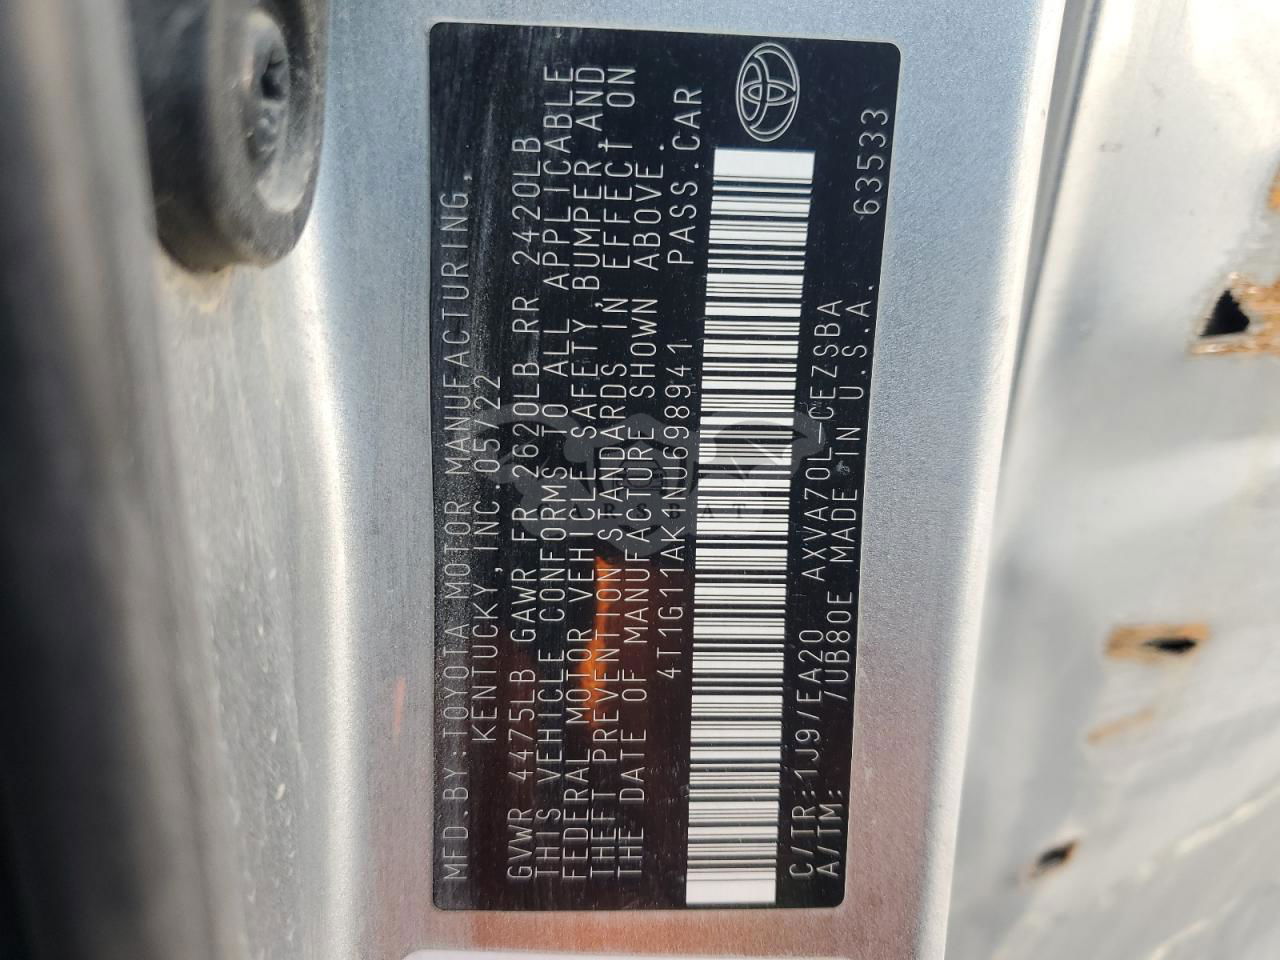 MFD.BY:TOYOTA MOTOR MANUFACTURING,
KENTUCKY,INC.05/22
GVWR 4475LB GAWR FR 2620LB RR 2420LB
THIS VEHICLE CONFORMS TO ALL APPLICABLE
FEDERAL MOTOR VEHICLE SAFETY,BUMPER AND
THEFT PREVENTION STANDARDS IN EFFECT ON
THE DATE OF MANUFACTURE SHOWN ABOVE.
4T1G11AK1NU698941 PASS.CAR
C/TR:1J9/EA20 AXVA70L-CEZSBA 63533
A/TM: /UB80E MADE IN U.S.A.
CARSCAT